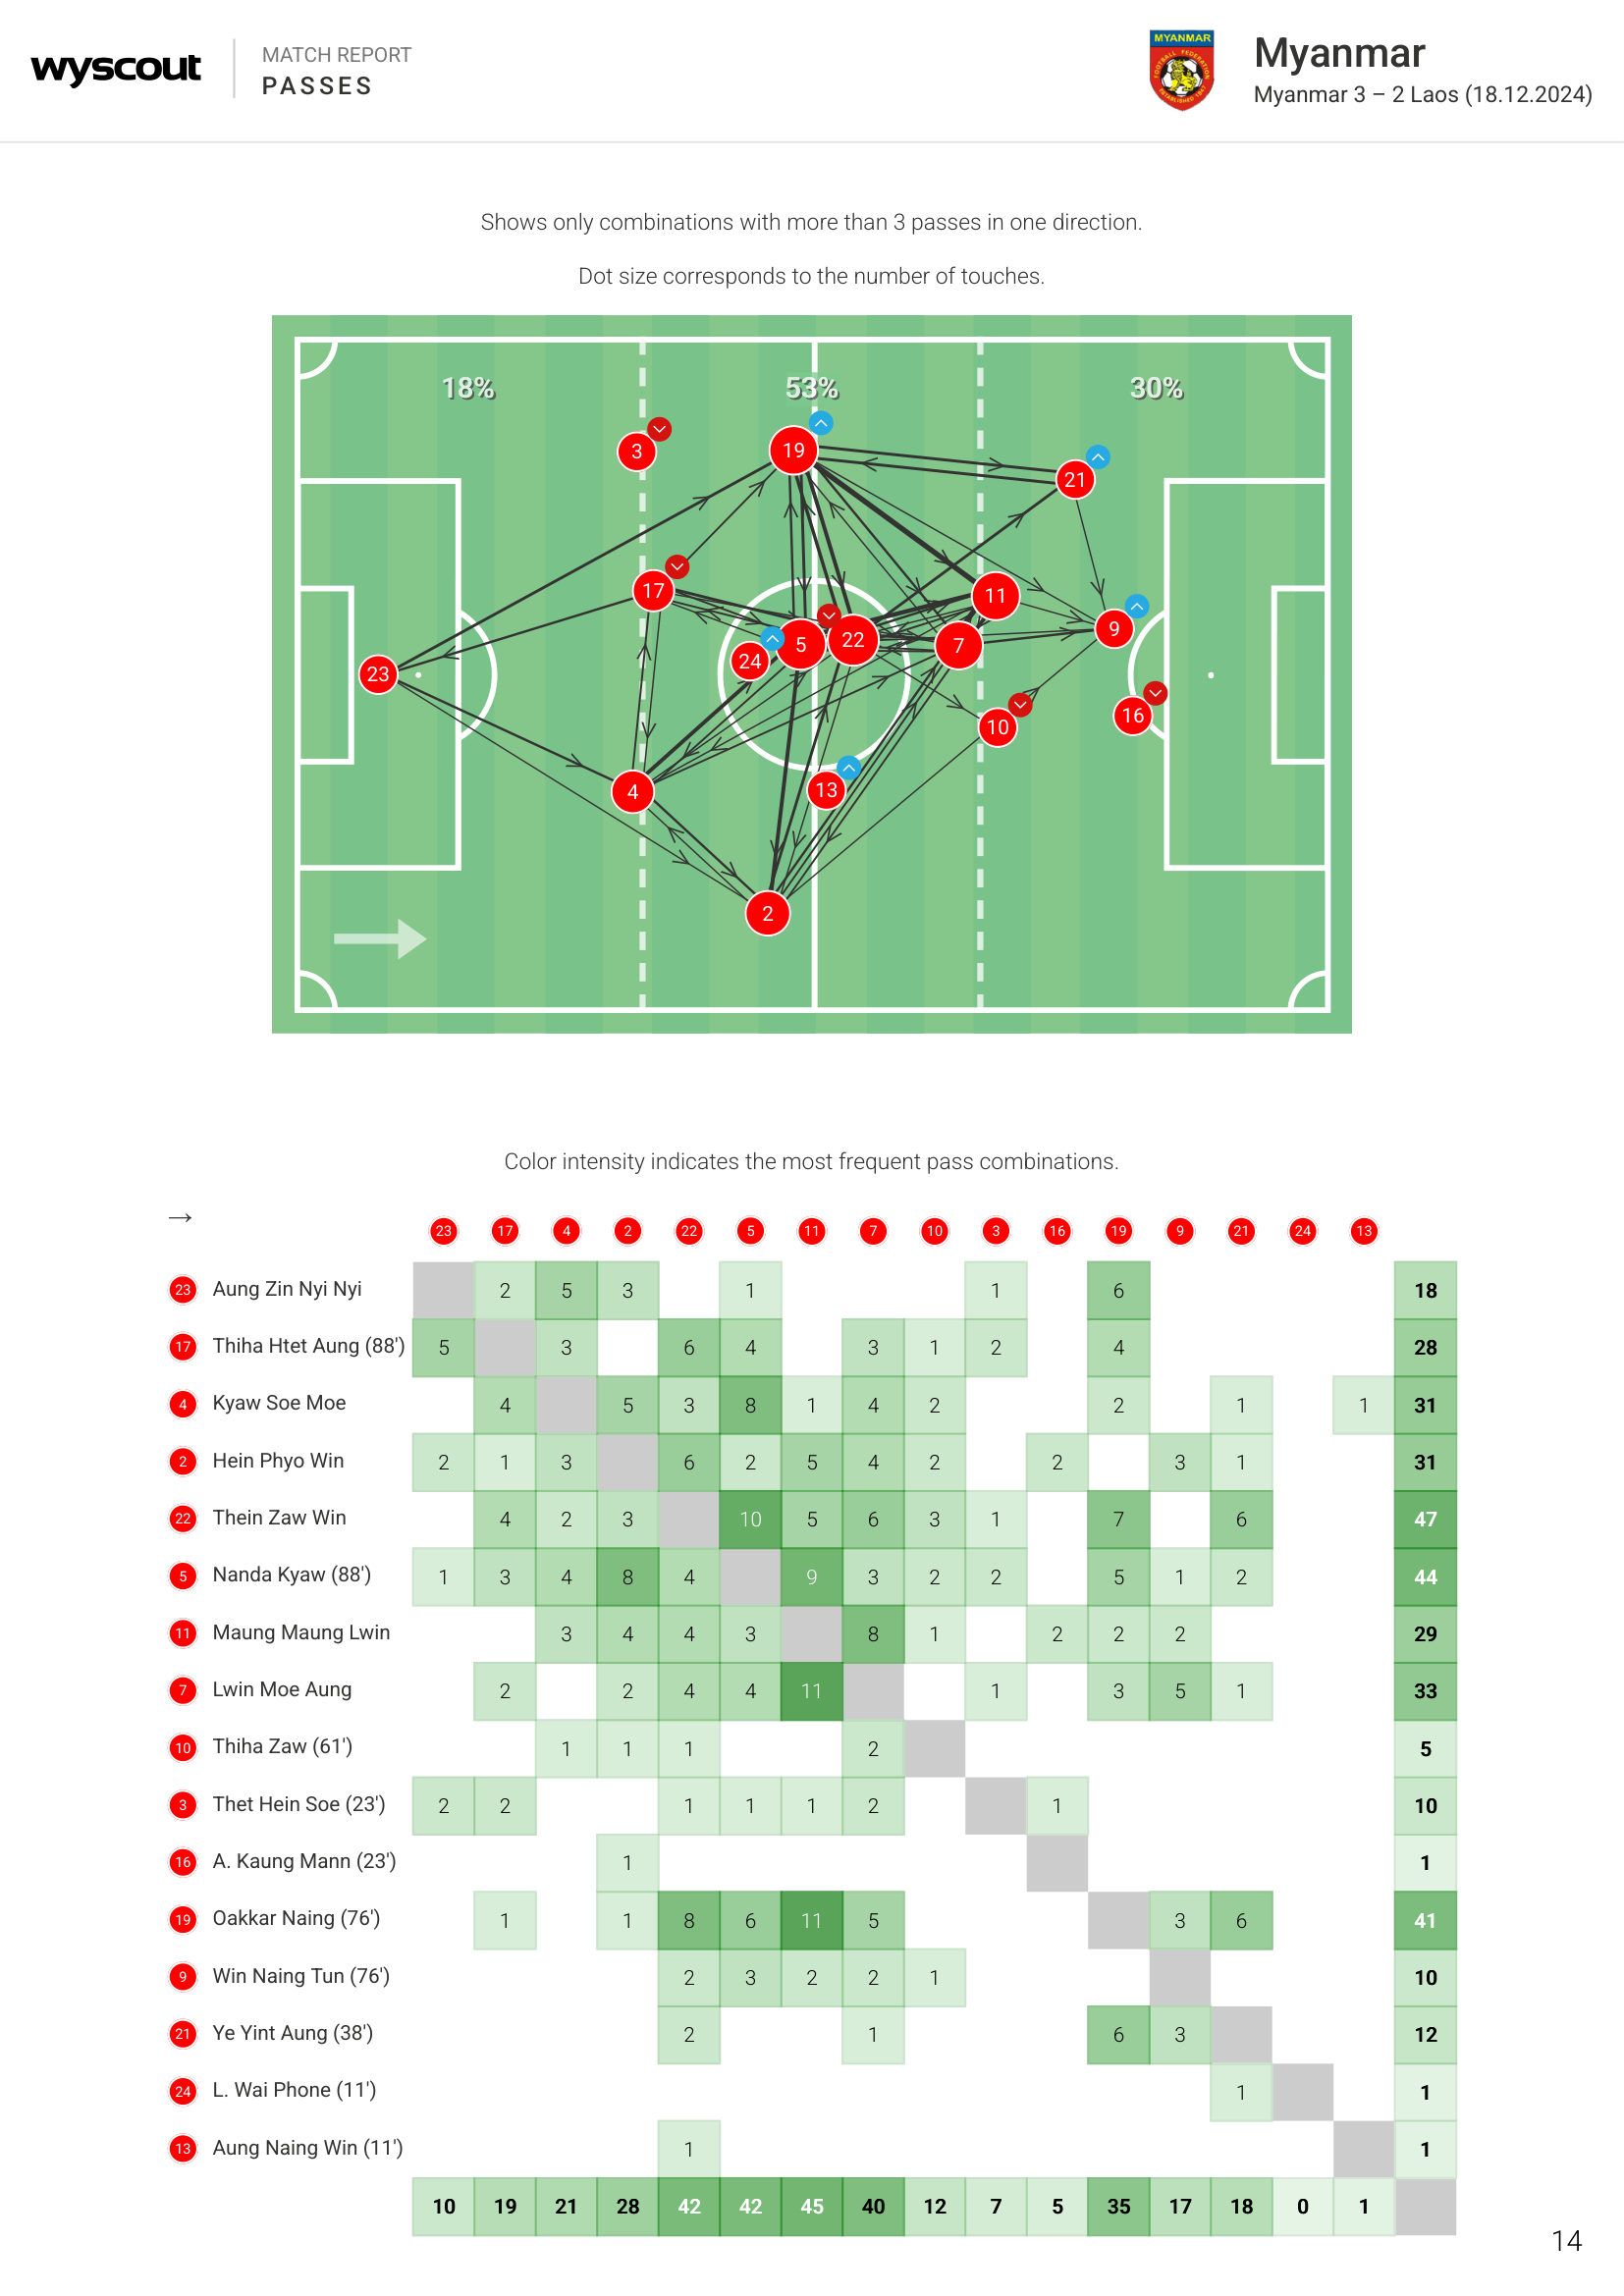 wyscout
MATCH REPORT
PASSES
MYANMAR
FOOTBALL FEDERATION
ESTABLISHED 1947
Myanmar
Myanmar 3 – 2 Laos (18.12.2024)
Shows only combinations with more than 3 passes in one direction.
Dot size corresponds to the number of touches.
18% 53% 30%
3 19 21
17 11
5 22 7 9
24
23
10 16
4 13
2
Color intensity indicates the most frequent pass combinations.
→ 23 17 4 2 22 5 11 7 10 3 16 19 9 21 24 13
23 Aung Zin Nyi Nyi 2 5 3 1 1 6 18
17 Thiha Htet Aung (88') 5 3 6 4 3 1 2 4 28
4 Kyaw Soe Moe 4 5 3 8 1 4 2 2 1 1 31
2 Hein Phyo Win 2 1 3 6 2 5 4 2 2 3 1 31
22 Thein Zaw Win 4 2 3 10 5 6 3 1 7 6 47
5 Nanda Kyaw (88') 1 3 4 8 4 9 3 2 2 5 1 2 44
11 Maung Maung Lwin 3 4 4 3 8 1 2 2 2 29
7 Lwin Moe Aung 2 2 4 4 11 1 3 5 1 33
10 Thiha Zaw (61') 1 1 1 2 5
3 Thet Hein Soe (23') 2 2 1 1 1 2 1 10
16 A. Kaung Mann (23') 1 1
19 Oakkar Naing (76') 1 1 8 6 11 5 3 6 41
9 Win Naing Tun (76') 2 3 2 2 1 10
21 Ye Yint Aung (38') 2 1 6 3 12
24 L. Wai Phone (11') 1 1
13 Aung Naing Win (11') 1 1
10 19 21 28 42 42 45 40 12 7 5 35 17 18 0 1
14